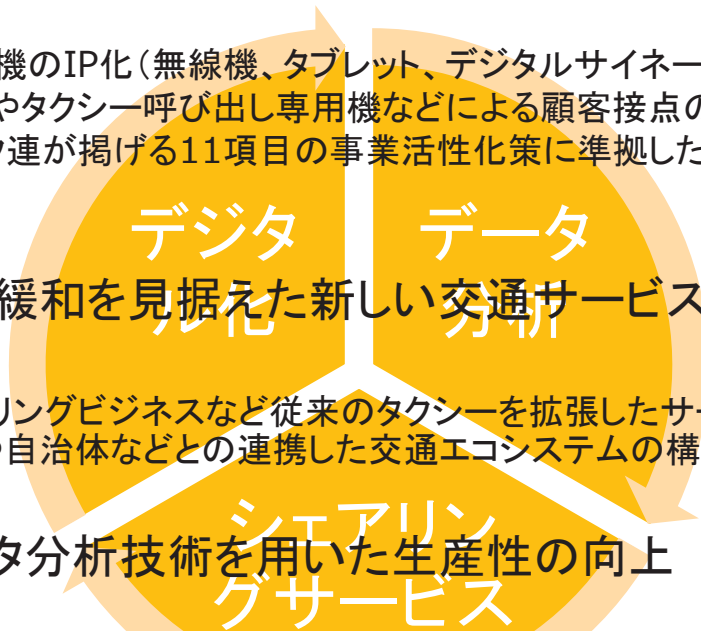 機のIP化（無線機、タブレット、デジタルサイネー
やタクシー呼び出し専用機などによる顧客接点の
連が掲げる11項目の事業活性化策に準拠した
デジタ
ル化
データ
分析
緩和を見据えた新しい交通サービス
リングビジネスなど従来のタクシーを拡張したサー
自治体などとの連携した交通エコシステムの構
シェアリン
グサービス
タ分析技術を用いた生産性の向上